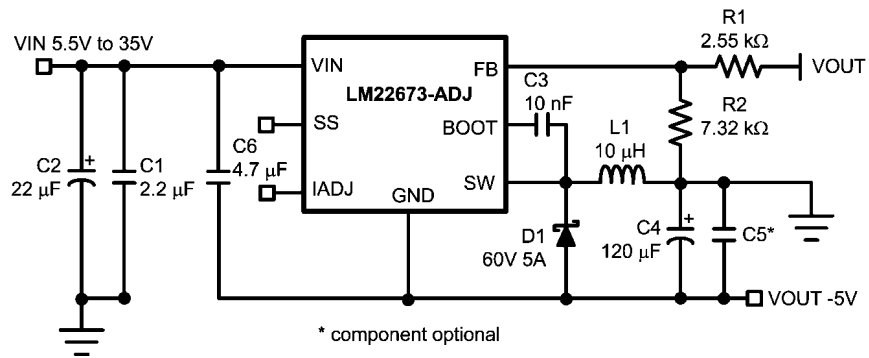 VIN 5.5V to 35V
VIN
FB
R1
2.55 kΩ
VOUT
LM22673-ADJ
C3
10 nF
R2
7.32 kΩ
SS
BOOT
L1
10 μH
C2
22 μF
+
C1
2.2 μF
C6
4.7 μF
IADJ
GND
SW
D1
60V 5A
C4
120 μF
+
C5*
VOUT -5V
* component optional